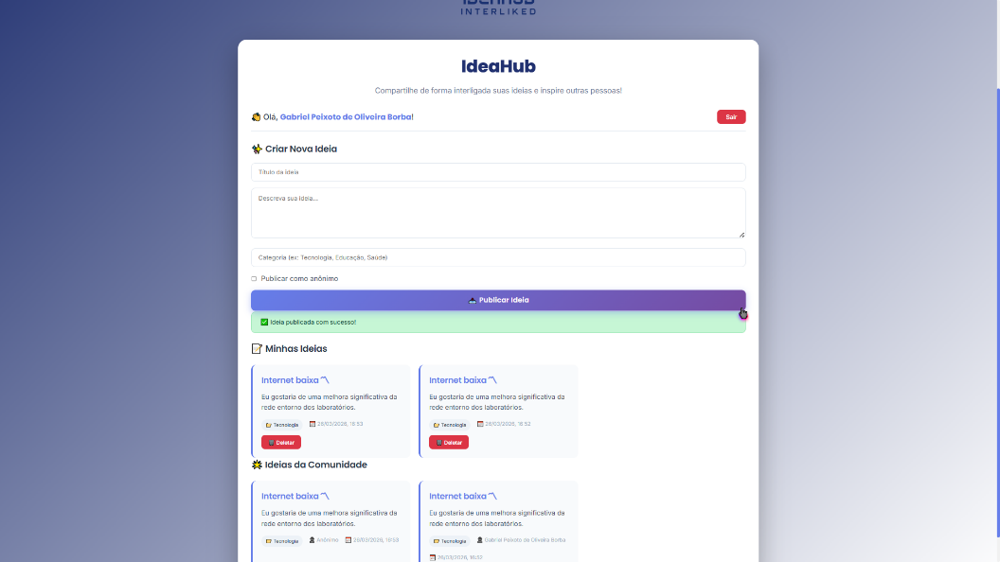 INTERLIKED
IdeaHub
Compartilhe de forma interligada suas ideias e inspire outras pessoas!
👋 Olá, Gabriel Peixoto de Oliveira Borba!
Sair
✨ Criar Nova Ideia
Título da ideia
Descreva sua ideia...
Categoria (ex: Tecnologia, Educação, Saúde)
Publicar como anônimo
📤 Publicar Ideia
✅ Ideia publicada com sucesso!
📝 Minhas Ideias
Internet baixa〽️
Eu gostaria de uma melhora significativa da
rede entorno dos laboratórios.
Tecnologia 26/03/2026, 16:53
Deletar
Internet baixa〽️
Eu gostaria de uma melhora significativa da
rede entorno dos laboratórios.
Tecnologia 26/03/2026, 16:52
Deletar
🌟 Ideias da Comunidade
Internet baixa〽️
Eu gostaria de uma melhora significativa da
rede entorno dos laboratórios.
Tecnologia Anônimo 26/03/2026, 16:53
Internet baixa〽️
Eu gostaria de uma melhora significativa da
rede entorno dos laboratórios.
Tecnologia Gabriel Peixoto de Oliveira Borba
26/03/2026, 16:52